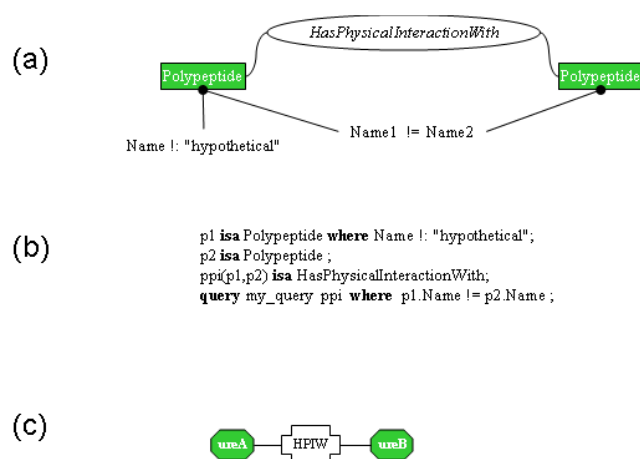 (a)
HasPhysicalInteractionWith
Polypeptide
Polypeptide
Name !: "hypothetical"
Name1 != Name2
(b)
p1 isa Polypeptide where Name !: "hypothetical";
p2 isa Polypeptide ;
ppi(p1,p2) isa HasPhysicalInteractionWith;
query my_query ppi where p1.Name != p2.Name ;
(c)
ureA
HPIW
ureB